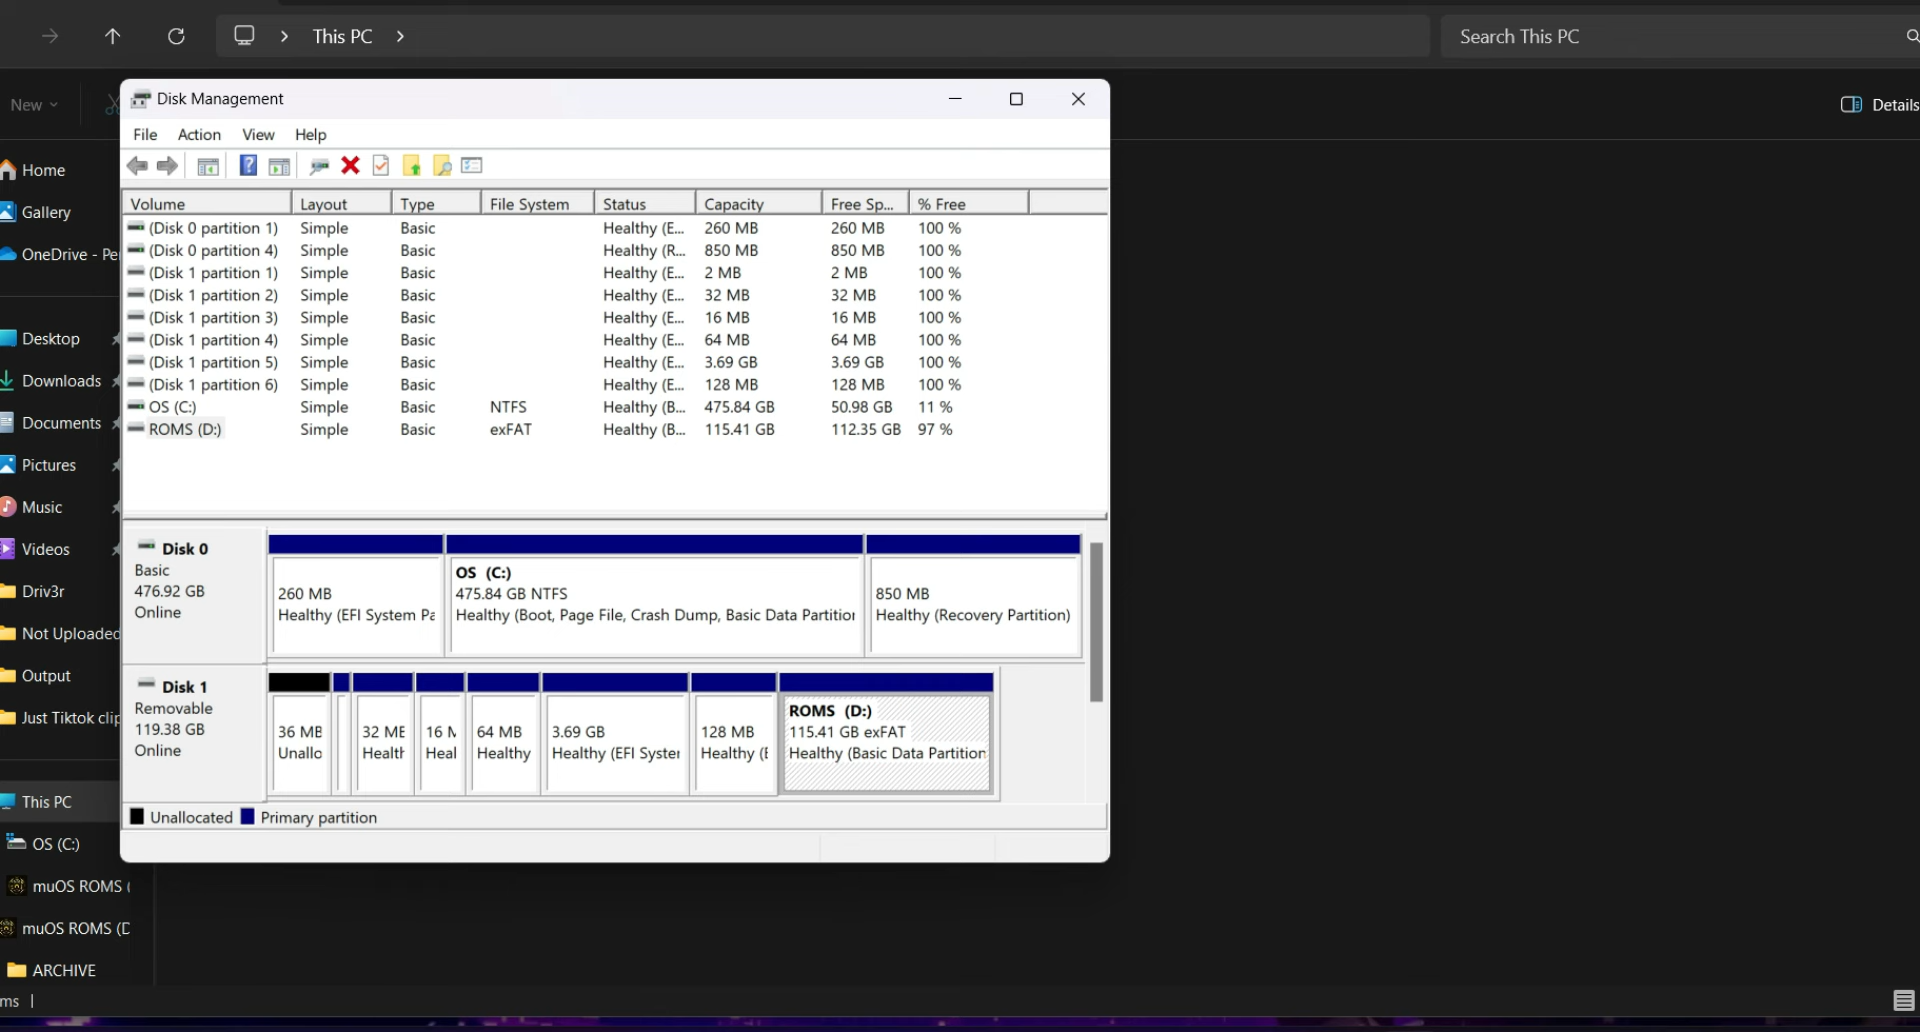 This PC
Search This PC
New
Details
Disk Management
File Action View Help
Home
Gallery
OneDrive - Per
Desktop
Downloads
Documents
Pictures
Music
Videos
Driv3r
Not Uploaded
Output
Just Tiktok clip
This PC
OS (C:)
muOS ROMS (
muOS ROMS (D
ARCHIVE
ms
Volume Layout Type File System Status Capacity Free Sp... % Free
(Disk 0 partition 1) Simple Basic Healthy (E... 260 MB 260 MB 100 %
(Disk 0 partition 4) Simple Basic Healthy (R... 850 MB 850 MB 100 %
(Disk 1 partition 1) Simple Basic Healthy (E... 2 MB 2 MB 100 %
(Disk 1 partition 2) Simple Basic Healthy (E... 32 MB 32 MB 100 %
(Disk 1 partition 3) Simple Basic Healthy (E... 16 MB 16 MB 100 %
(Disk 1 partition 4) Simple Basic Healthy (E... 64 MB 64 MB 100 %
(Disk 1 partition 5) Simple Basic Healthy (E... 3.69 GB 3.69 GB 100 %
(Disk 1 partition 6) Simple Basic Healthy (E... 128 MB 128 MB 100 %
OS (C:) Simple Basic NTFS Healthy (B... 475.84 GB 50.98 GB 11 %
ROMS (D:) Simple Basic exFAT Healthy (B... 115.41 GB 112.35 GB 97 %
Disk 0
Basic
476.92 GB
Online
260 MB
Healthy (EFI System Pa
OS (C:)
475.84 GB NTFS
Healthy (Boot, Page File, Crash Dump, Basic Data Partition
850 MB
Healthy (Recovery Partition)
Disk 1
Removable
119.38 GB
Online
36 MB
Unallo
32 MB
Health
16 M
Heal
64 MB
Healthy
3.69 GB
Healthy (EFI System
128 MB
Healthy (E
ROMS (D:)
115.41 GB exFAT
Healthy (Basic Data Partition
Unallocated Primary partition